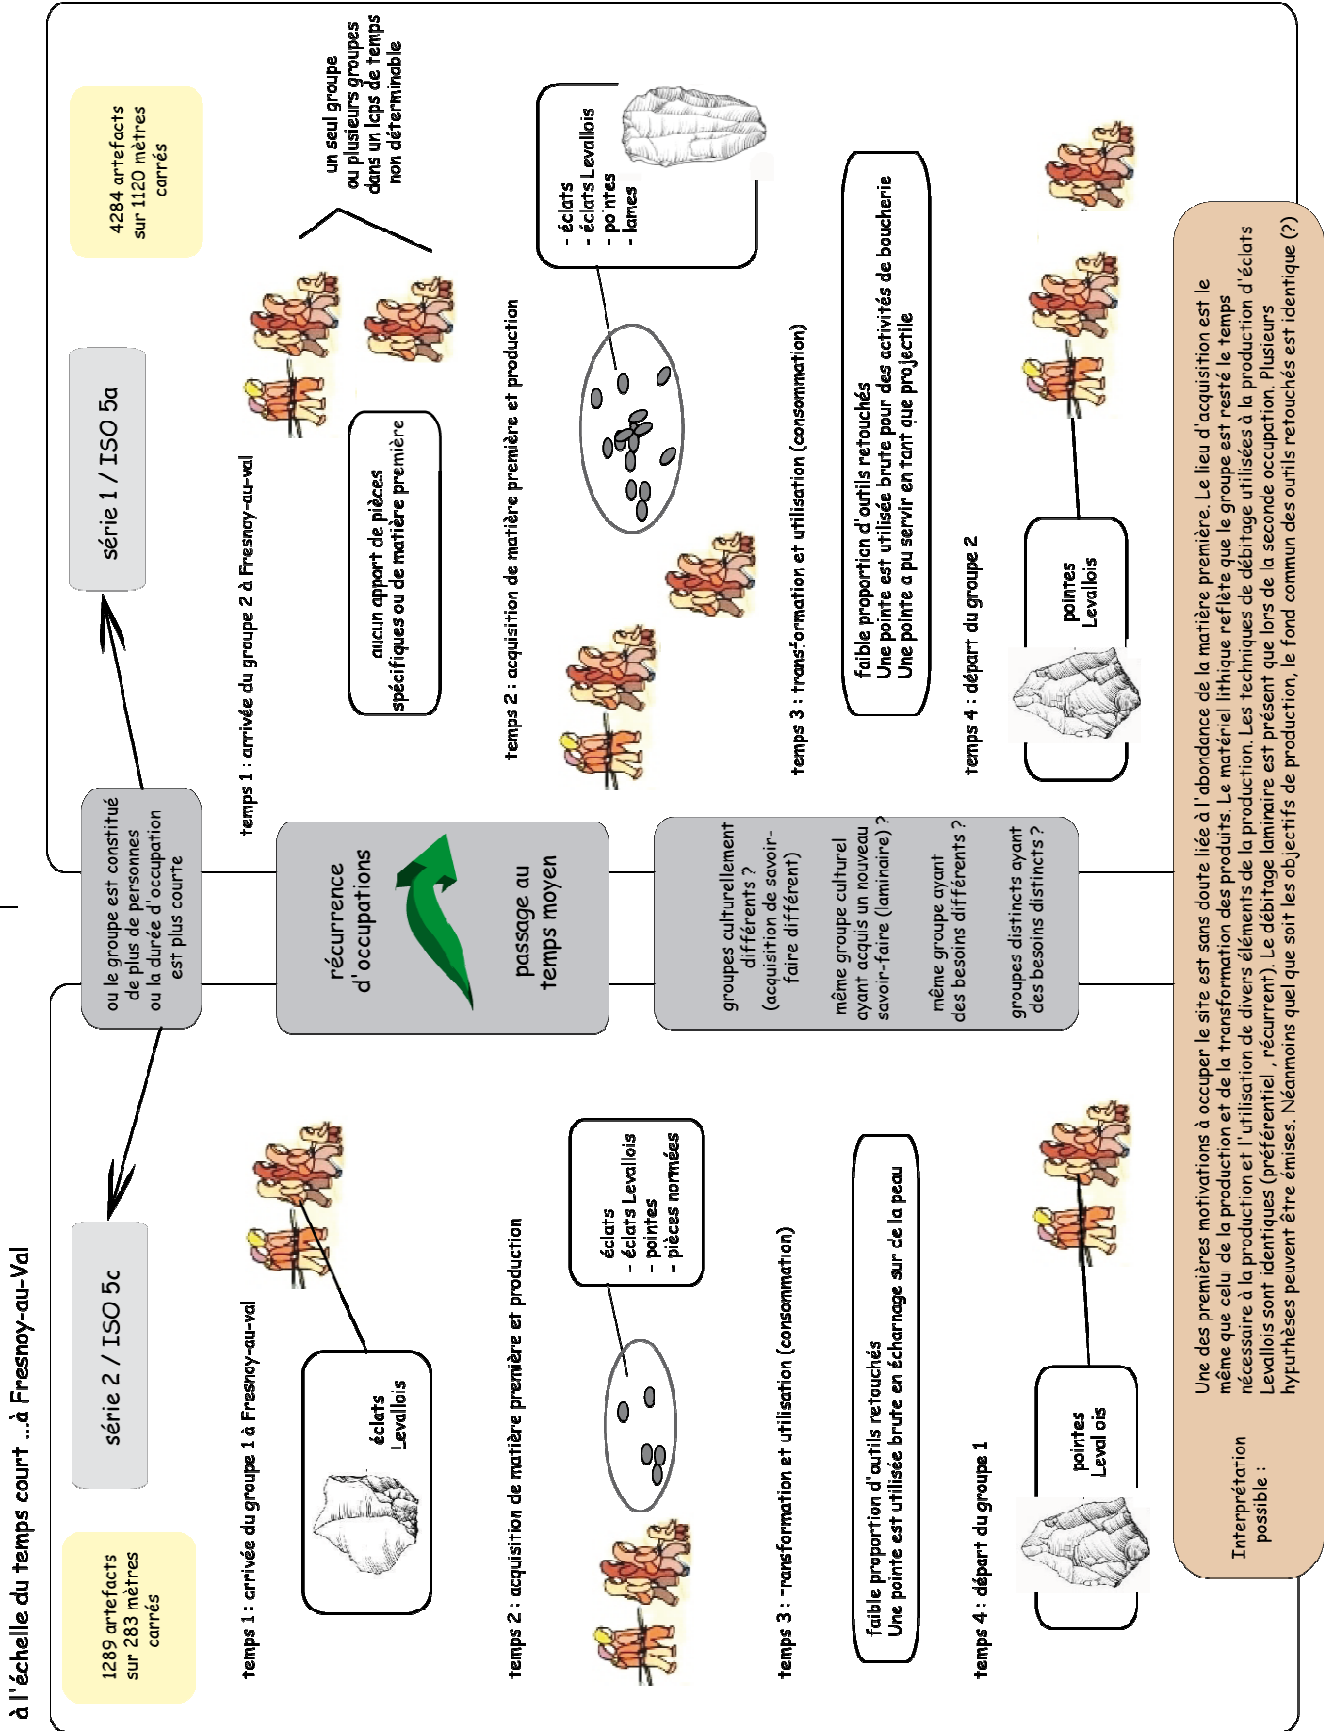 à l'échelle du temps court ...à Fresnoy-au-Val
1289 artefacts
sur 283 mètres
carrés
série 2 / ISO 5c
ou le groupe est constitué
de plus de personnes
ou la durée d'occupation
est plus courte
série 1 / ISO 5a
4284 artefacts
sur 1120 mètres
carrés
temps 1 : arrivée du groupe 1 à Fresnoy-au-val
éclats
Levallois
temps 2 : acquisition de matière première et production
- éclats
- éclats Levallois
- pointes
- pièces normées
temps 3 : transformation et utilisation (consommation)
faible proportion d'outils retouchés
Une pointe est utilisée brute en écharnage sur de la peau
temps 4 : départ du groupe 1
pointes
Leval ois
récurrence
d'occupations
passage au
temps moyen
groupes culturellement
différents ?
(acquisition de savoir-
faire différent)
même groupe culturel
ayant acquis un nouveau
savoir-faire (laminaire) ?
même groupe ayant
des besoins différents ?
groupes distincts ayant
des besoins distincts ?
temps 1 : arrivée du groupe 2 à Fresnoy-au-val
un seul groupe
ou plusieurs groupes
dans un laps de temps
non déterminable
aucun apport de pièces
spécifiques ou de matière première
temps 2 : acquisition de matière première et production
- éclats
- éclats Levallois
- pointes
- lames
temps 3 : transformation et utilisation (consommation)
faible proportion d'outils retouchés
Une pointe est utilisée brute pour des activités de boucherie
Une pointe a pu servir en tant que projectile
temps 4 : départ du groupe 2
pointes
Levallois
Interprétation
possible :
Une des premières motivations à occuper le site est sans doute liée à l'abondence de la matière première. Le lieu d'acquisition est le
même que celui de la production et de la transformation des produits. Le matériel lithique reflète que le groupe est resté le temps
nécessaire à la production et l'utilisation de divers éléments de la production. Les techniques de débitage utilisées à la production d'éclats
Levallois sont identiques (préférentiel , récurrent). Le débitage laminaire est présent que lors de la seconde occupation. Plusieurs
hypothèses peuvent être émises. Néanmoins quel que soit les objectifs de production, le fond commun des outils retouchés est identique (?)